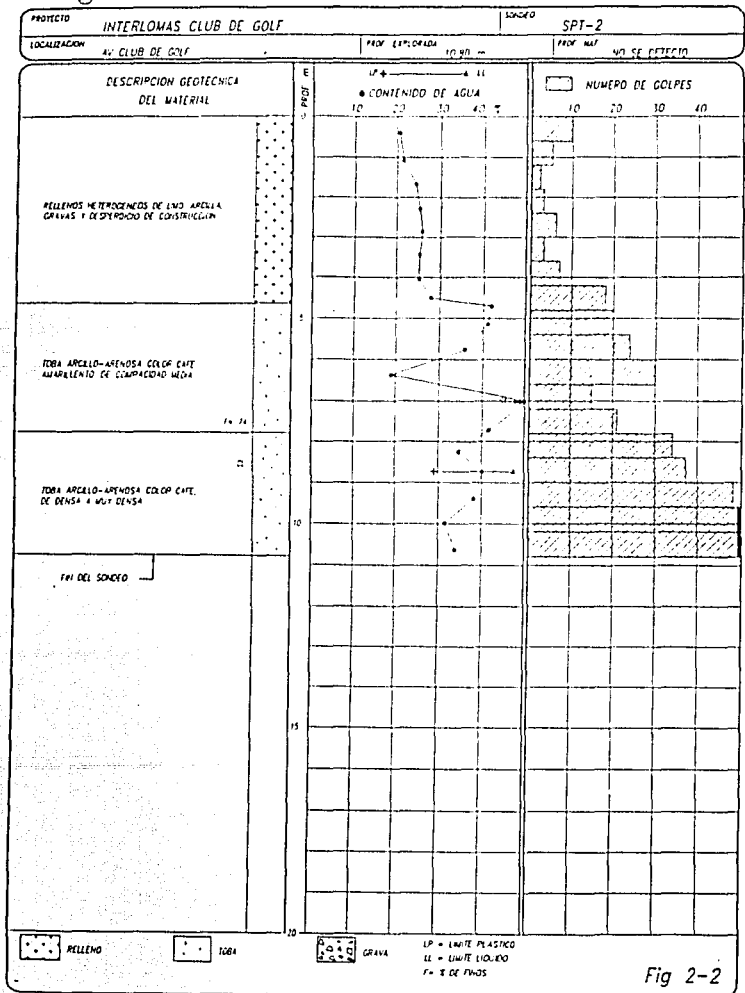 PROYECTO INTERLOMAS CLUB DE GOLF
SONDEO SPT-2
LOCALIZACION AV CLUB DE GOLF
PROF EXPLORADA 10.80 m
PROF NAF NO SE DETECTO
DESCRIPCION GEOTECNICA
DEL MATERIAL
PROF m
LP LL
CONTENIDO DE AGUA
10 20 30 40 %
NUMERO DE GOLPES
10 20 30 40
0
RELLENOS HETEROGENEOS DE LIMO ARCILLA,
GRAVAS Y DESPERDICIO DE CONSTRUCCION
5
TOBA ARCILLO-ARENOSA COLOR CAFE
AMARILLENTO DE COMPACIDAD MEDIA
TOBA ARCILLO-ARENOSA COLOR CAFE,
DE DENSA A MUY DENSA
10
FIN DEL SONDEO
15
20
RELLENO
TOBA
GRAVA
LP = LIMITE PLASTICO
LL = LIMITE LIQUIDO
F= % DE FINOS
Fig 2-2